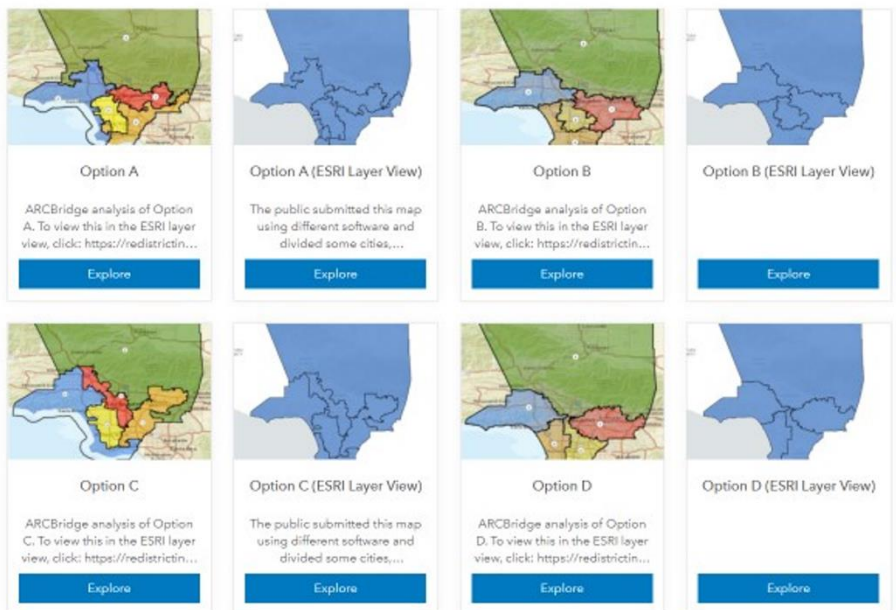 Option A
ARCBridge analysis of Option
A. To view this in the ESRI layer
view, click: https://redistrictin...
Explore
Option A (ESRI Layer View)
The public submitted this map
using different software and
divided some cities,...
Explore
Option B
ARCBridge analysis of Option
B. To view this in the ESRI layer
view, click: https://redistrictin...
Explore
Option B (ESRI Layer View)
Explore
Option C
ARCBridge analysis of Option
C. To view this in the ESRI layer
view, click: https://redistrictin...
Explore
Option C (ESRI Layer View)
The public submitted this map
using different software and
divided some cities,...
Explore
Option D
ARCBridge analysis of Option
D. To view this in the ESRI layer
view, click: https://redistrictin...
Explore
Option D (ESRI Layer View)
Explore